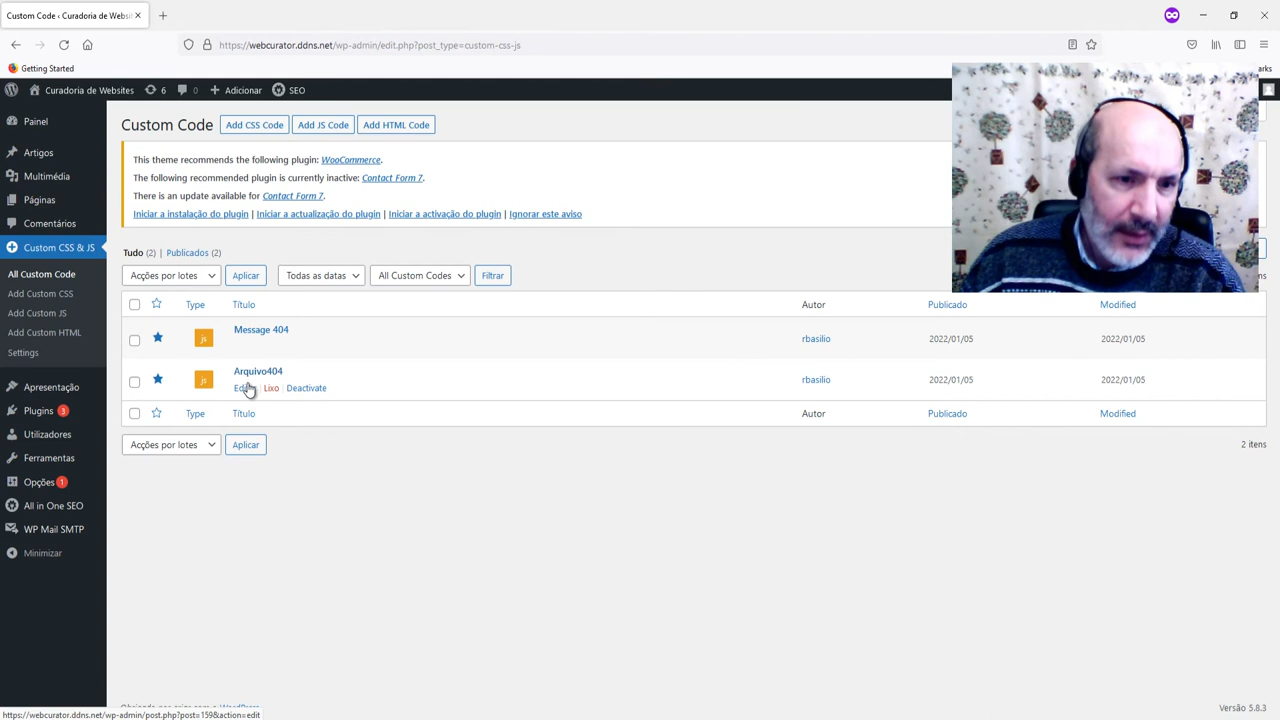 Custom Code ‹ Curadoria de Websi
https://webcurator.ddns.net/wp-admin/edit.php?post_type=custom-css-js
Getting Started
Curadoria de Websites
6
0
Adicionar
SEO
Painel
Artigos
Multimédia
Páginas
Comentários
Custom CSS & JS
All Custom Code
Add Custom CSS
Add Custom JS
Add Custom HTML
Settings
Apresentação
Plugins 3
Utilizadores
Ferramentas
Opções 1
All in One SEO
WP Mail SMTP
Minimizar
Custom Code
Add CSS Code
Add JS Code
Add HTML Code
This theme recommends the following plugin: WooCommerce.
The following recommended plugin is currently inactive: Contact Form 7.
There is an update available for Contact Form 7.
Iniciar a instalação do plugin | Iniciar a actualização do plugin | Iniciar a activação do plugin | Ignorar este aviso
Tudo (2) | Publicados (2)
Acções por lotes
Aplicar
Todas as datas
All Custom Codes
Filtrar
Type Título Autor Publicado Modified
js Message 404 rbasilio 2022/01/05 2022/01/05
js Arquivo404 rbasilio 2022/01/05 2022/01/05
Lixo | Deactivate
Type Título Autor Publicado Modified
Acções por lotes
Aplicar
2 itens
Versão 5.8.3
https://webcurator.ddns.net/wp-admin/post.php?post=159&action=edit